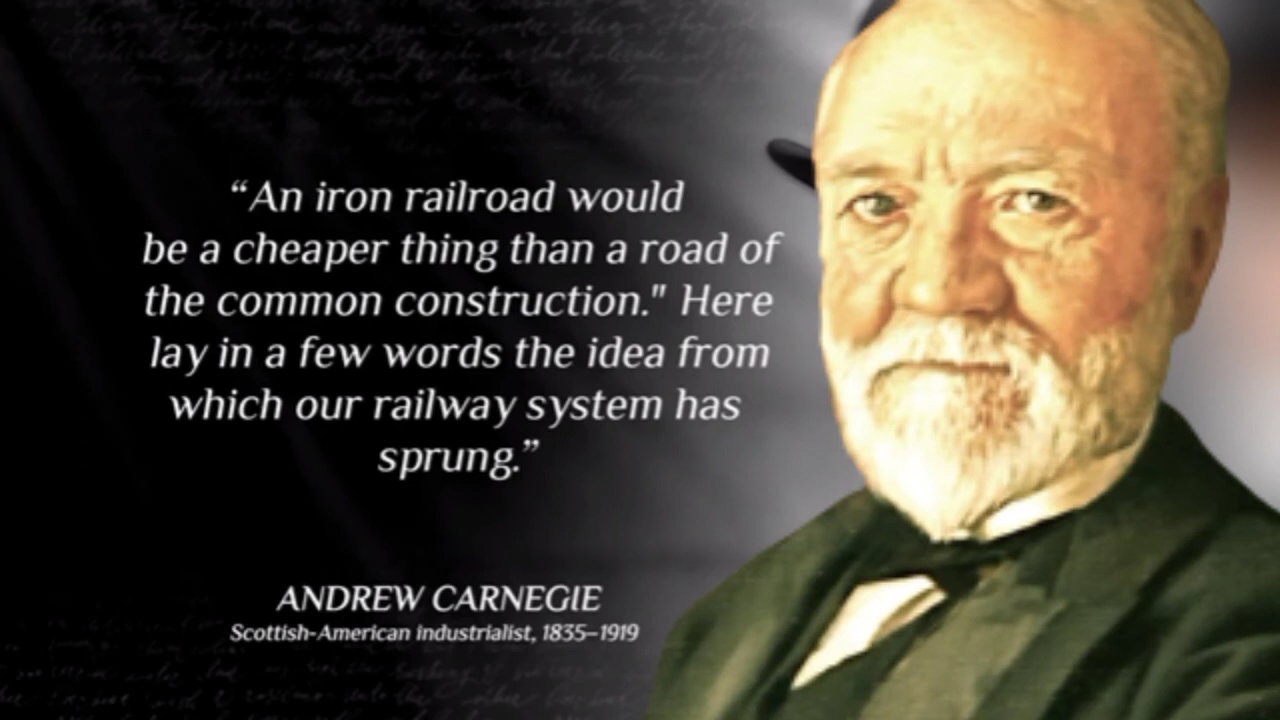 “An iron railroad would
be a cheaper thing than a road of
the common construction." Here
lay in a few words the idea from
which our railway system has
sprung.”
ANDREW CARNEGIE
Scottish-American industrialist, 1835–1919